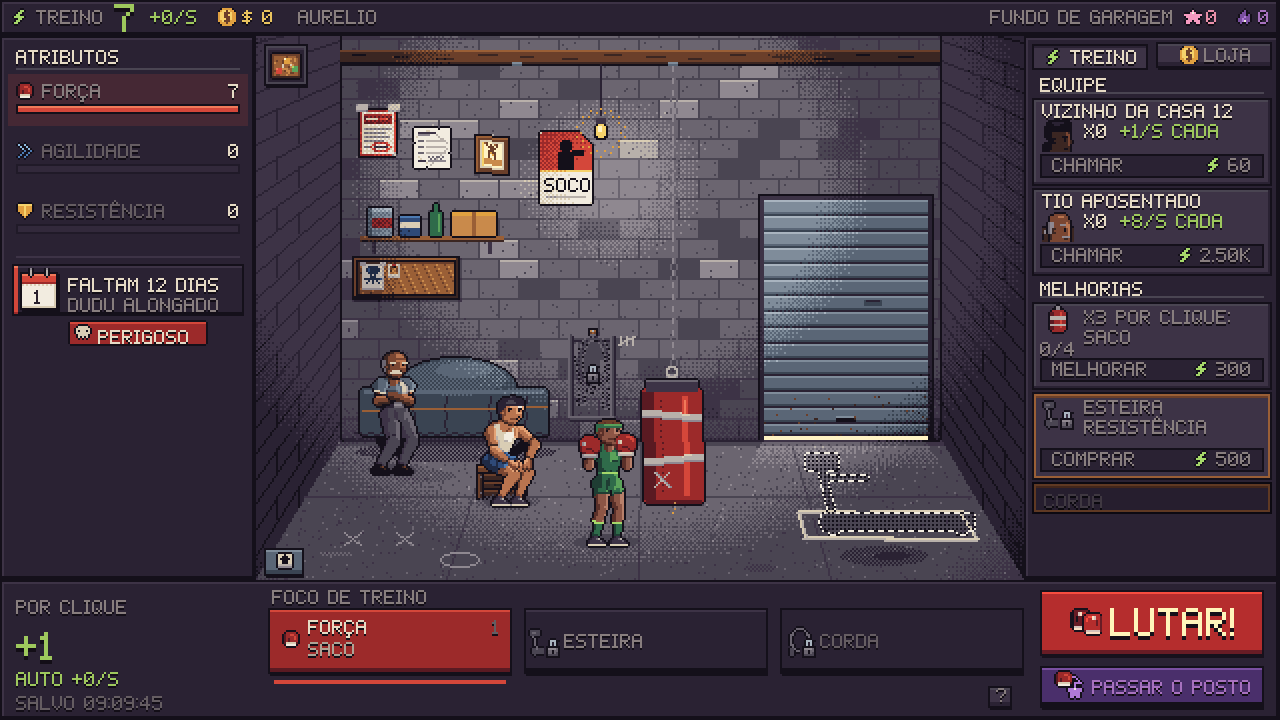 TREINO 7 +0/S $ 0 AURELIO
FUNDO DE GARAGEM 0 0
ATRIBUTOS
FORÇA 7
AGILIDADE 0
RESISTÊNCIA 0
1
FALTAM 12 DIAS
DUDU ALONGADO
PERIGOSO
SOCO
TREINO
LOJA
EQUIPE
VIZINHO DA CASA 12
X0 +1/S CADA
CHAMAR 60
TIO APOSENTADO
X0 +8/S CADA
CHAMAR 2.50K
MELHORIAS
X3 POR CLIQUE:
SACO
0/4
MELHORAR 300
ESTEIRA
RESISTÊNCIA
COMPRAR 500
CORDA
POR CLIQUE
+1
AUTO +0/S
SALVO 09:09:45
FOCO DE TREINO
FORÇA 1
SACO
ESTEIRA
CORDA
?
LUTAR!
PASSAR O POSTO